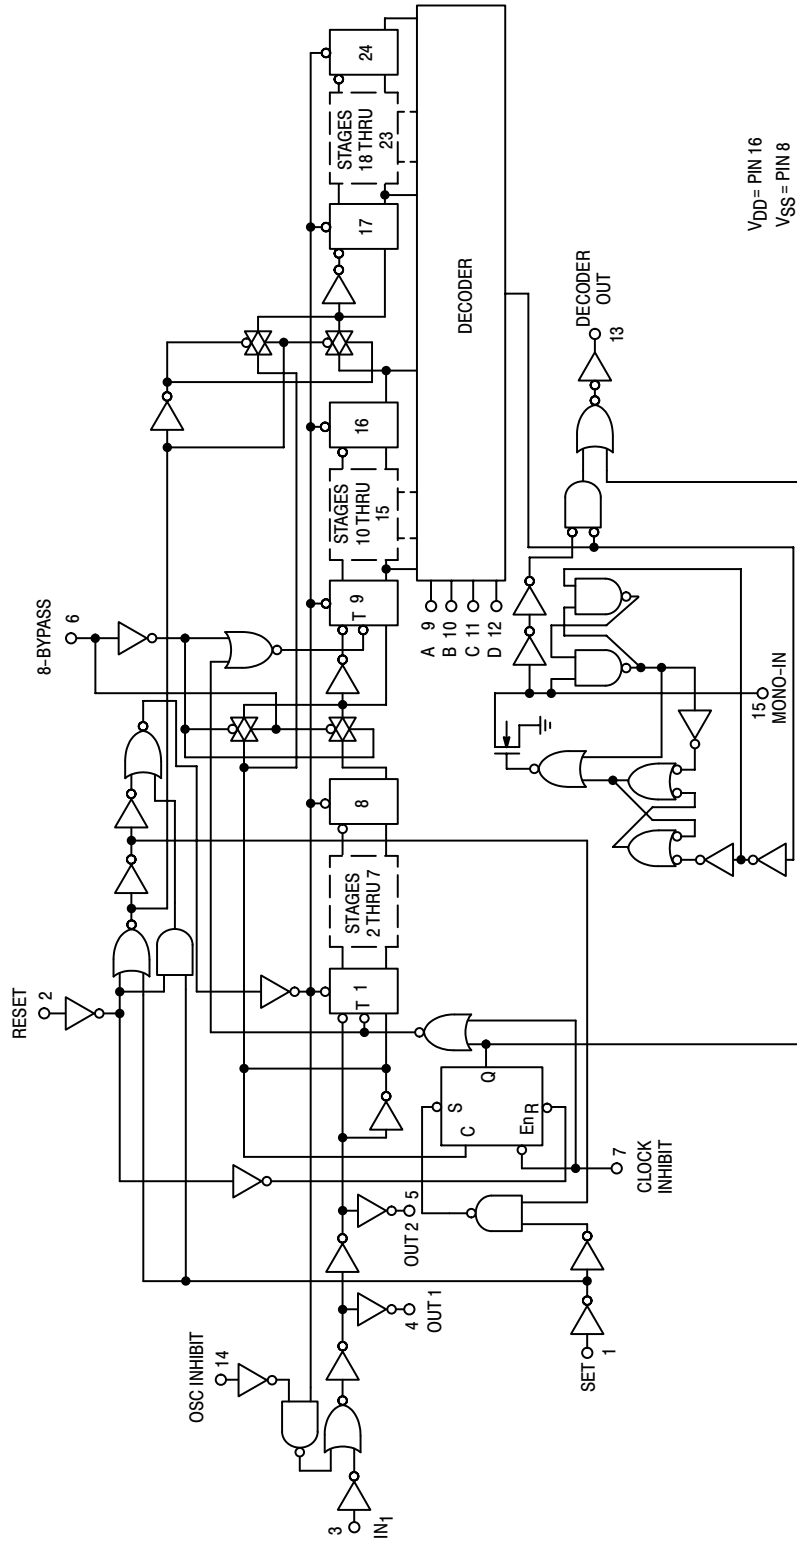 RESET
2
8-BYPASS
6
OSC INHIBIT
14
3
IN1
4
OUT 1
OUT 2
5
T 1
STAGES
2 THRU 7
8
T 9
STAGES
10 THRU
15
16
17
STAGES
18 THRU
23
24
A 9
B 10
C 11
D 12
DECODER
C
S
Q
En
R
SET
1
7
CLOCK
INHIBIT
15
MONO-IN
DECODER
OUT
13
VDD = PIN 16
VSS = PIN 8